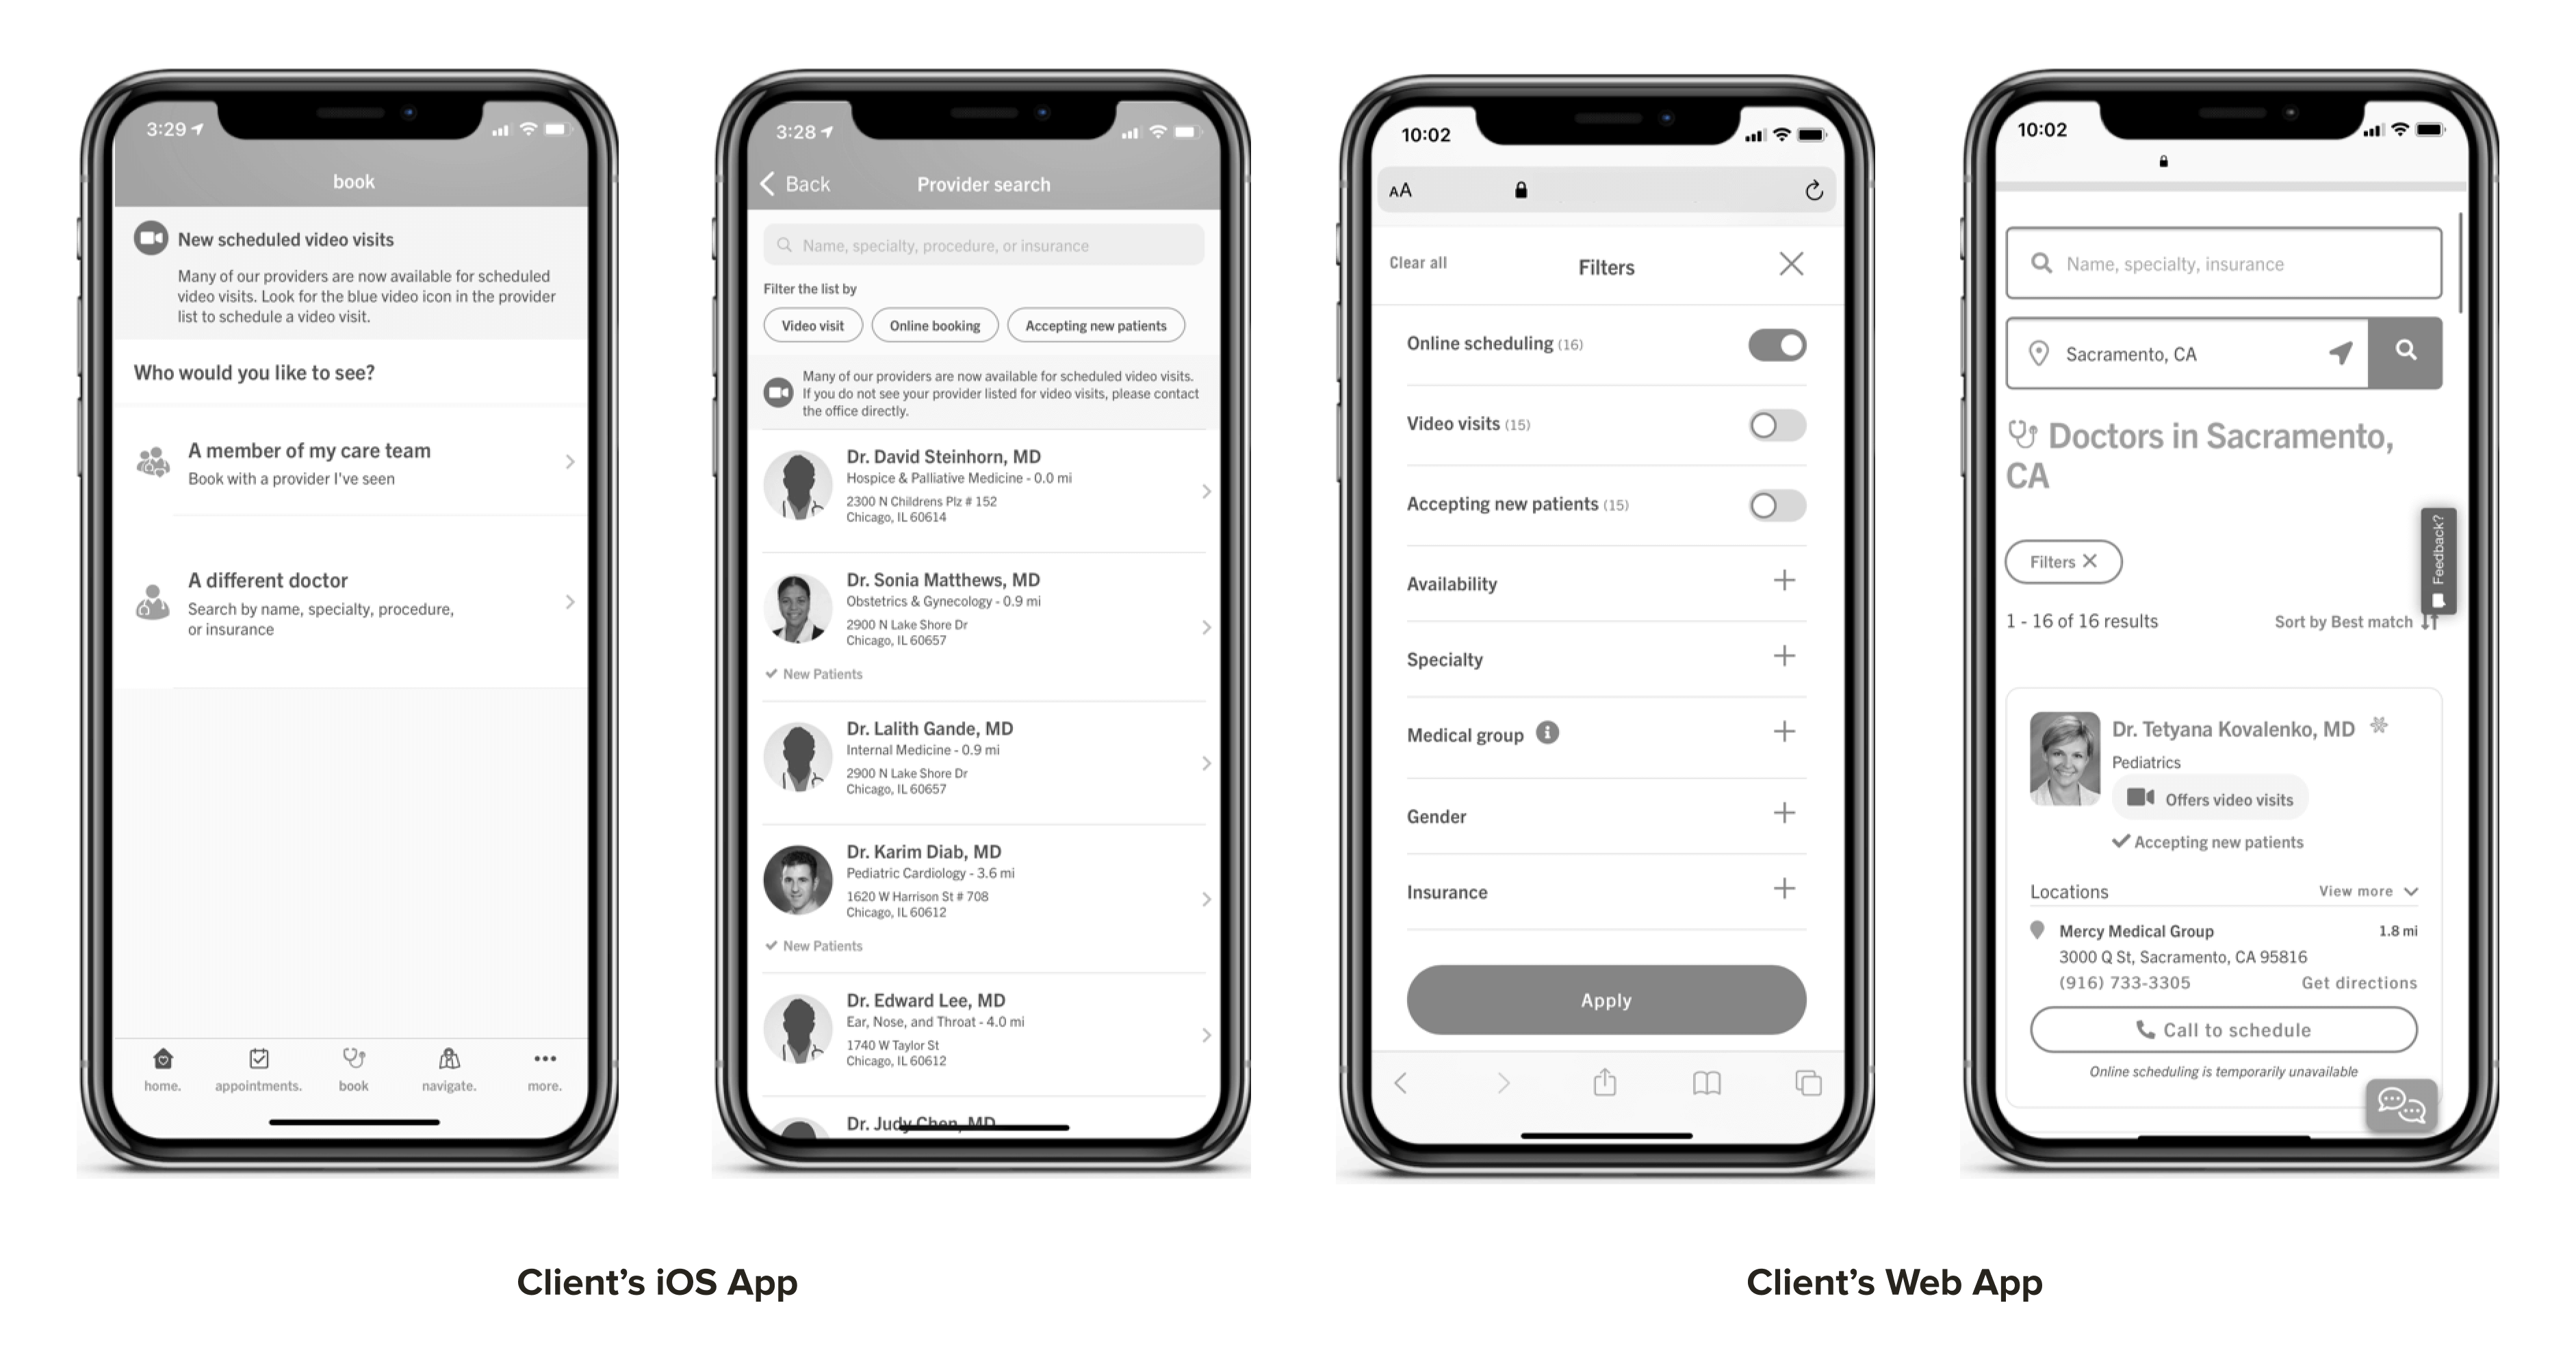 3:29
book
New scheduled video visits
Many of our providers are now available for scheduled
video visits. Look for the blue video icon in the provider
list to schedule a video visit.
Who would you like to see?
A member of my care team
Book with a provider I've seen
A different doctor
Search by name, specialty, procedure,
or insurance
home.
appointments.
book
navigate.
more.
3:28
Back
Provider search
Name, specialty, procedure, or insurance
Filter the list by
Video visit
Online booking
Accepting new patients
Many of our providers are now available for scheduled video visits.
If you do not see your provider listed for video visits, please contact
the office directly.
Dr. David Steinhorn, MD
Hospice & Palliative Medicine - 0.0 mi
2300 N Childrens Plz # 152
Chicago, IL 60614
Dr. Sonia Matthews, MD
Obstetrics & Gynecology - 0.9 mi
2900 N Lake Shore Dr
Chicago, IL 60657
New Patients
Dr. Lalith Gande, MD
Internal Medicine - 0.9 mi
2900 N Lake Shore Dr
Chicago, IL 60657
Dr. Karim Diab, MD
Pediatric Cardiology - 3.6 mi
1620 W Harrison St # 708
Chicago, IL 60612
New Patients
Dr. Edward Lee, MD
Ear, Nose, and Throat - 4.0 mi
1740 W Taylor St
Chicago, IL 60612
Dr. Judy Chen, MD
Client’s iOS App
10:02
AA
Clear all
Filters
Online scheduling (16)
Video visits (15)
Accepting new patients (15)
Availability
Specialty
Medical group
Gender
Insurance
Apply
10:02
Name, specialty, insurance
Sacramento, CA
Doctors in Sacramento,
CA
Feedback?
Filters
1 - 16 of 16 results
Sort by Best match
Dr. Tetyana Kovalenko, MD
Pediatrics
Offers video visits
Accepting new patients
Locations
View more
Mercy Medical Group
1.8 mi
3000 Q St, Sacramento, CA 95816
(916) 733-3305
Get directions
Call to schedule
Online scheduling is temporarily unavailable
Client’s Web App